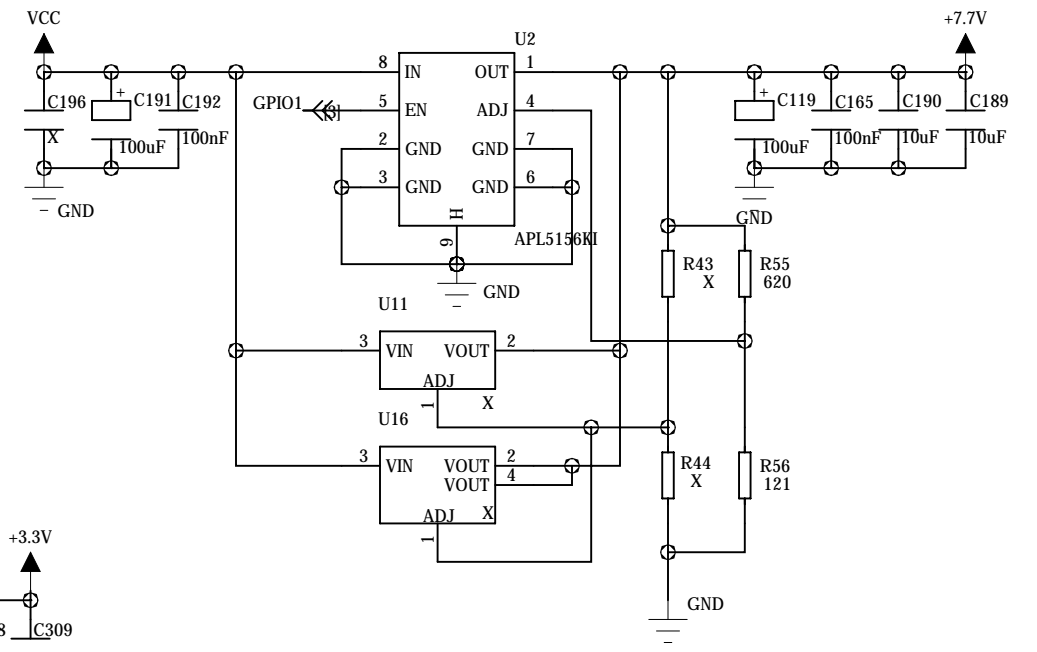 VCC
+7.7V
U2
8 IN OUT 1
C196
C191
C192
GPIO1
[3]
5 EN ADJ 4
C119
C165
C190
C189
X
100uF
100nF
100uF
100nF
10uF
10uF
2 GND GND 7
3 GND GND 6
GND
H
9
APL5156KI
GND
GND
R43
X
R55
620
U11
3 VIN VOUT 2
ADJ
1
X
U16
3 VIN VOUT 2
VOUT 4
ADJ
1
X
R44
X
R56
121
+3.3V
GND
8
C309